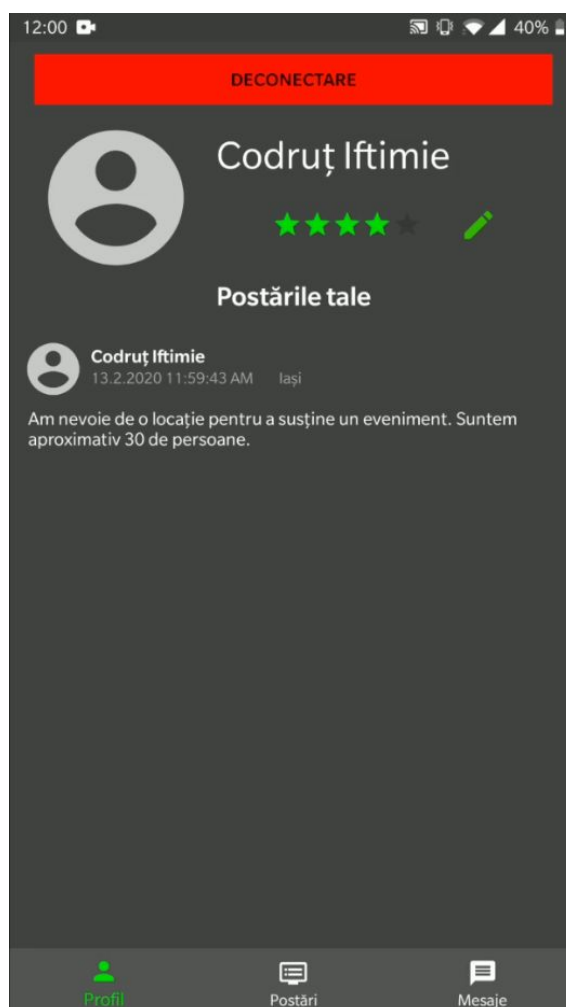 12:00
40%
DECONECTARE
Codruț Iftimie
Postările tale
Codruț Iftimie
13.2.2020 11:59:43 AM Iași
Am nevoie de o locație pentru a susține un eveniment. Suntem
aproximativ 30 de persoane.
Profil
Postări
Mesaje